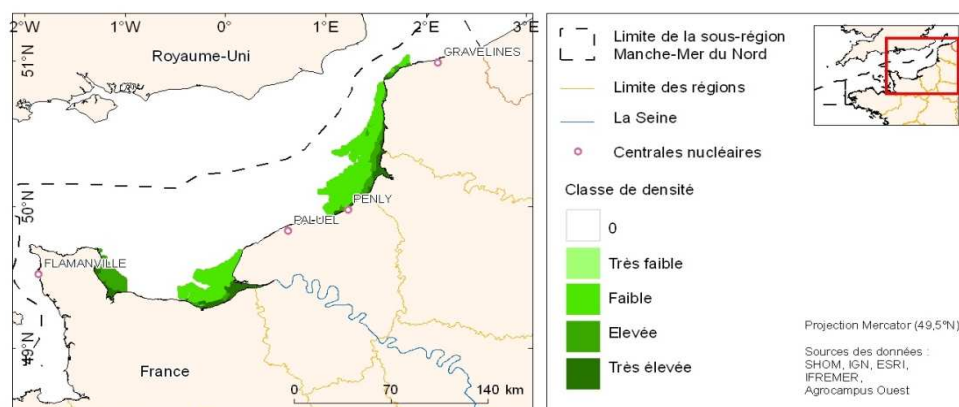 2°W 1°W 0° 1°E 2°E 3°E
51°N
50°N
49°N
Royaume-Uni
GRAVELINES
PENLY
PALUEL
FLAMANVILLE
France
0 70 140 km
Limite de la sous-région
Manche-Mer du Nord
Limite des régions
La Seine
Centrales nucléaires
Classe de densité
0
Très faible
Faible
Elevée
Très élevée
Projection Mercator (49,5°N)
Sources des données :
SHOM, IGN, ESRI,
IFREMER,
Agrocampus Ouest